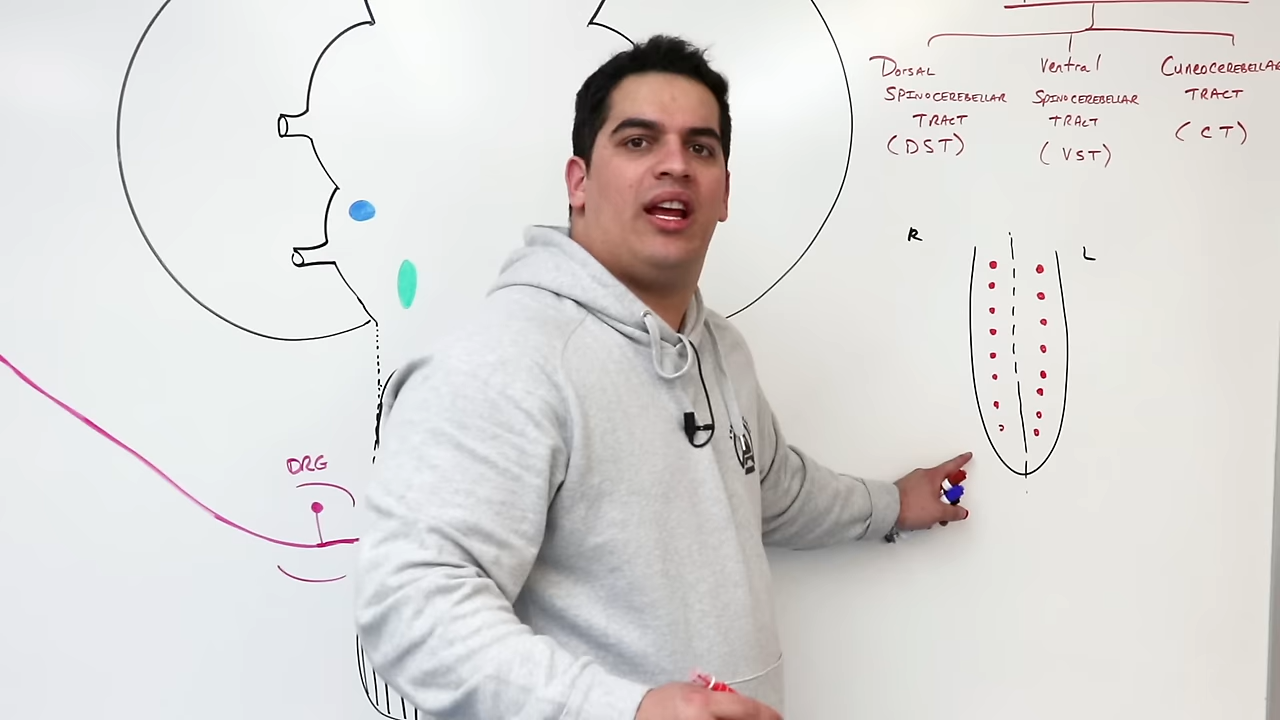 Dorsal
Spinocerebellar
Tract
(DST)
Ventral
Spinocerebellar
Tract
(VST)
Cuneocerebellar
Tract
(CT)
R
L
DRG